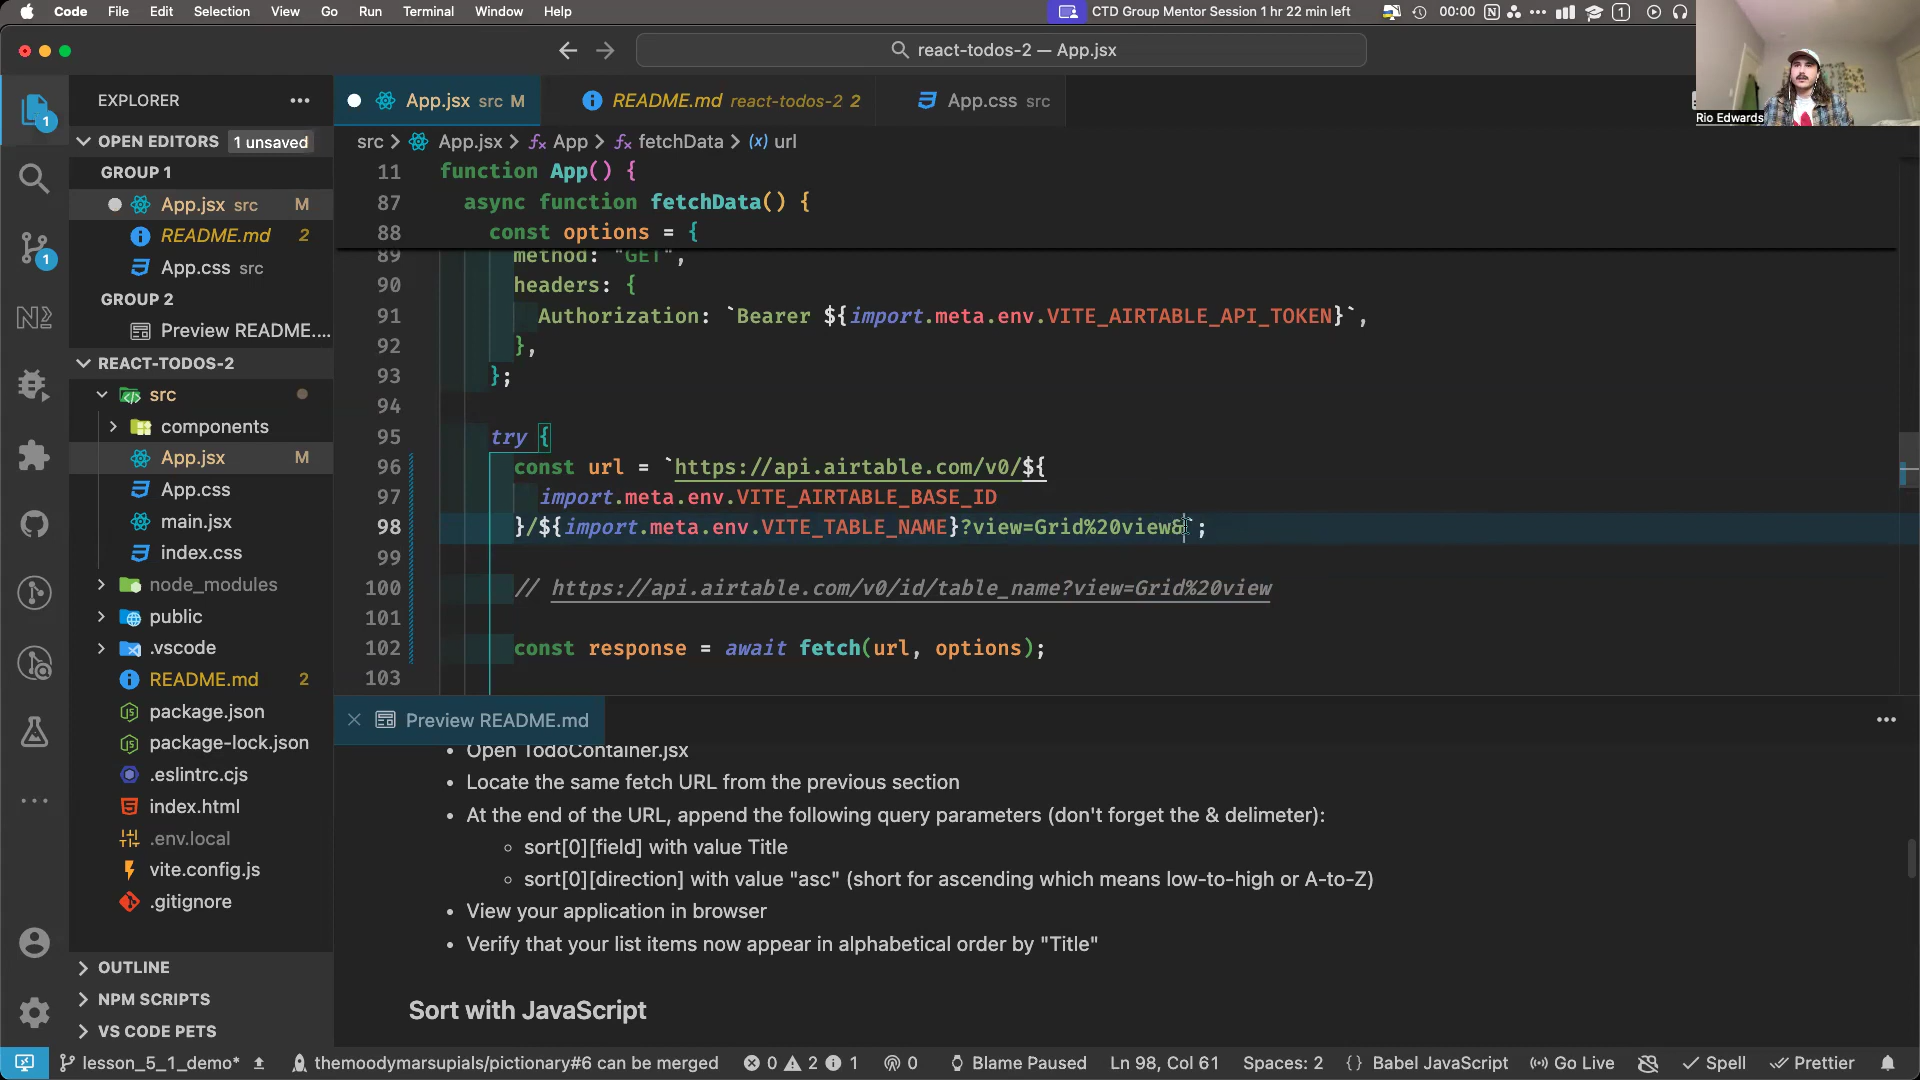 Code File Edit Selection View Go Run Terminal Window Help
CTD Group Mentor Session 1 hr 22 min left
00:00
react-todos-2 — App.jsx
Rio Edwards
EXPLORER
OPEN EDITORS 1 unsaved
GROUP 1
App.jsx src M
README.md 2
App.css src
GROUP 2
Preview README....
REACT-TODOS-2
src
components
App.jsx M
App.css
main.jsx
index.css
node_modules
public
.vscode
README.md 2
package.json
package-lock.json
.eslintrc.cjs
index.html
.env.local
vite.config.js
.gitignore
OUTLINE
NPM SCRIPTS
VS CODE PETS
App.jsx src M
README.md react-todos-2 2
App.css src
src > App.jsx > App > fetchData > url
11 function App() {
87 async function fetchData() {
88 const options = {
89 method: "GET",
90 headers: {
91 Authorization: `Bearer ${import.meta.env.VITE_AIRTABLE_API_TOKEN}`,
92 },
93 };
94
95 try {
96 const url = `https://api.airtable.com/v0/${
97 import.meta.env.VITE_AIRTABLE_BASE_ID
98 }/${import.meta.env.VITE_TABLE_NAME}?view=Grid%20view&`;
99
100 // https://api.airtable.com/v0/id/table_name?view=Grid%20view
101
102 const response = await fetch(url, options);
103
Preview README.md
• Open TodoContainer.jsx
• Locate the same fetch URL from the previous section
• At the end of the URL, append the following query parameters (don't forget the & delimeter):
◦ sort[0][field] with value Title
◦ sort[0][direction] with value "asc" (short for ascending which means low-to-high or A-to-Z)
• View your application in browser
• Verify that your list items now appear in alphabetical order by "Title"
Sort with JavaScript
lesson_5_1_demo* themoodymarsupials/pictionary#6 can be merged 0 2 1 0 Blame Paused Ln 98, Col 61 Spaces: 2 {} Babel JavaScript Go Live Spell Prettier